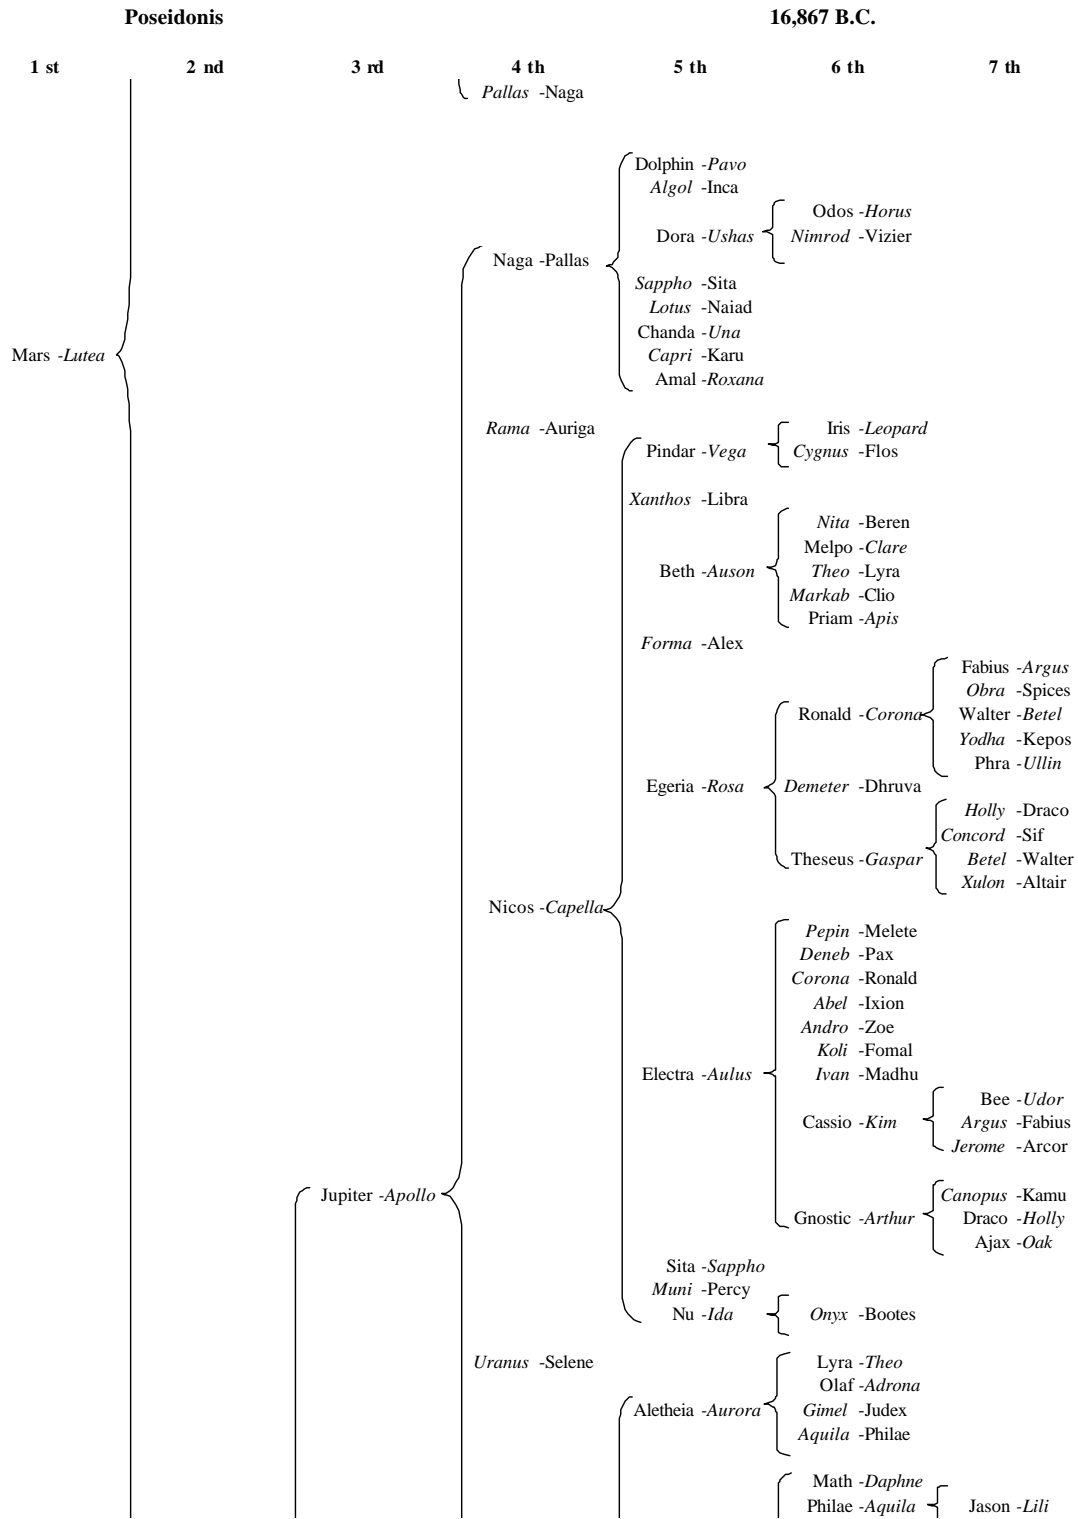 Poseidonis 16,867 B.C.
1 st 2 nd 3 rd 4 th 5 th 6 th 7 th
Pallas -Naga
Dolphin -Pavo
Algol -Inca
Odos -Horus
Dora -Ushas Nimrod -Vizier
Naga -Pallas
Sappho -Sita
Lotus -Naiad
Chanda -Una
Mars -Lutea Capri -Karu
Amal -Roxana
Rama -Auriga Iris -Leopard
Pindar -Vega Cygnus -Flos
Xanthos -Libra
Nita -Beren
Melpo -Clare
Beth -Auson Theo -Lyra
Markab -Clio
Priam -Apis
Forma -Alex
Fabius -Argus
Obra -Spices
Ronald -Corona Walter -Betel
Yodha -Kepos
Phra -Ullin
Egeria -Rosa Demeter -Dhruva
Holly -Draco
Concord -Sif
Theseus -Gaspar Betel -Walter
Xulon -Altair
Nicos -Capella
Pepin -Melete
Deneb -Pax
Corona -Ronald
Abel -Ixion
Andro -Zoe
Koli -Fomal
Electra -Aulus Ivan -Madhu
Bee -Udor
Cassio -Kim Argus -Fabius
Jerome -Arcor
Jupiter -Apollo Canopus -Kamu
Gnostic -Arthur Draco -Holly
Ajax -Oak
Sita -Sappho
Muni -Percy
Nu -Ida Onyx -Bootes
Uranus -Selene Lyra -Theo
Olaf -Adrona
Aletheia -Aurora Gimel -Judex
Aquila -Philae
Math -Daphne
Philae -Aquila Jason -Lili